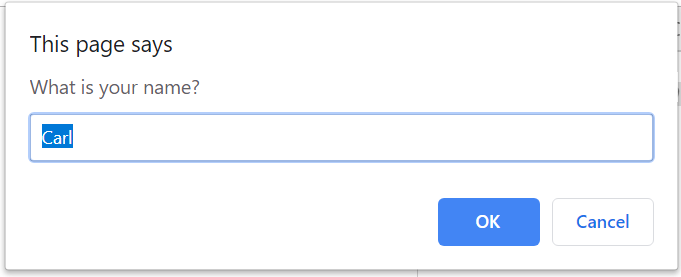 This page says
What is your name?
Carl
OK
Cancel